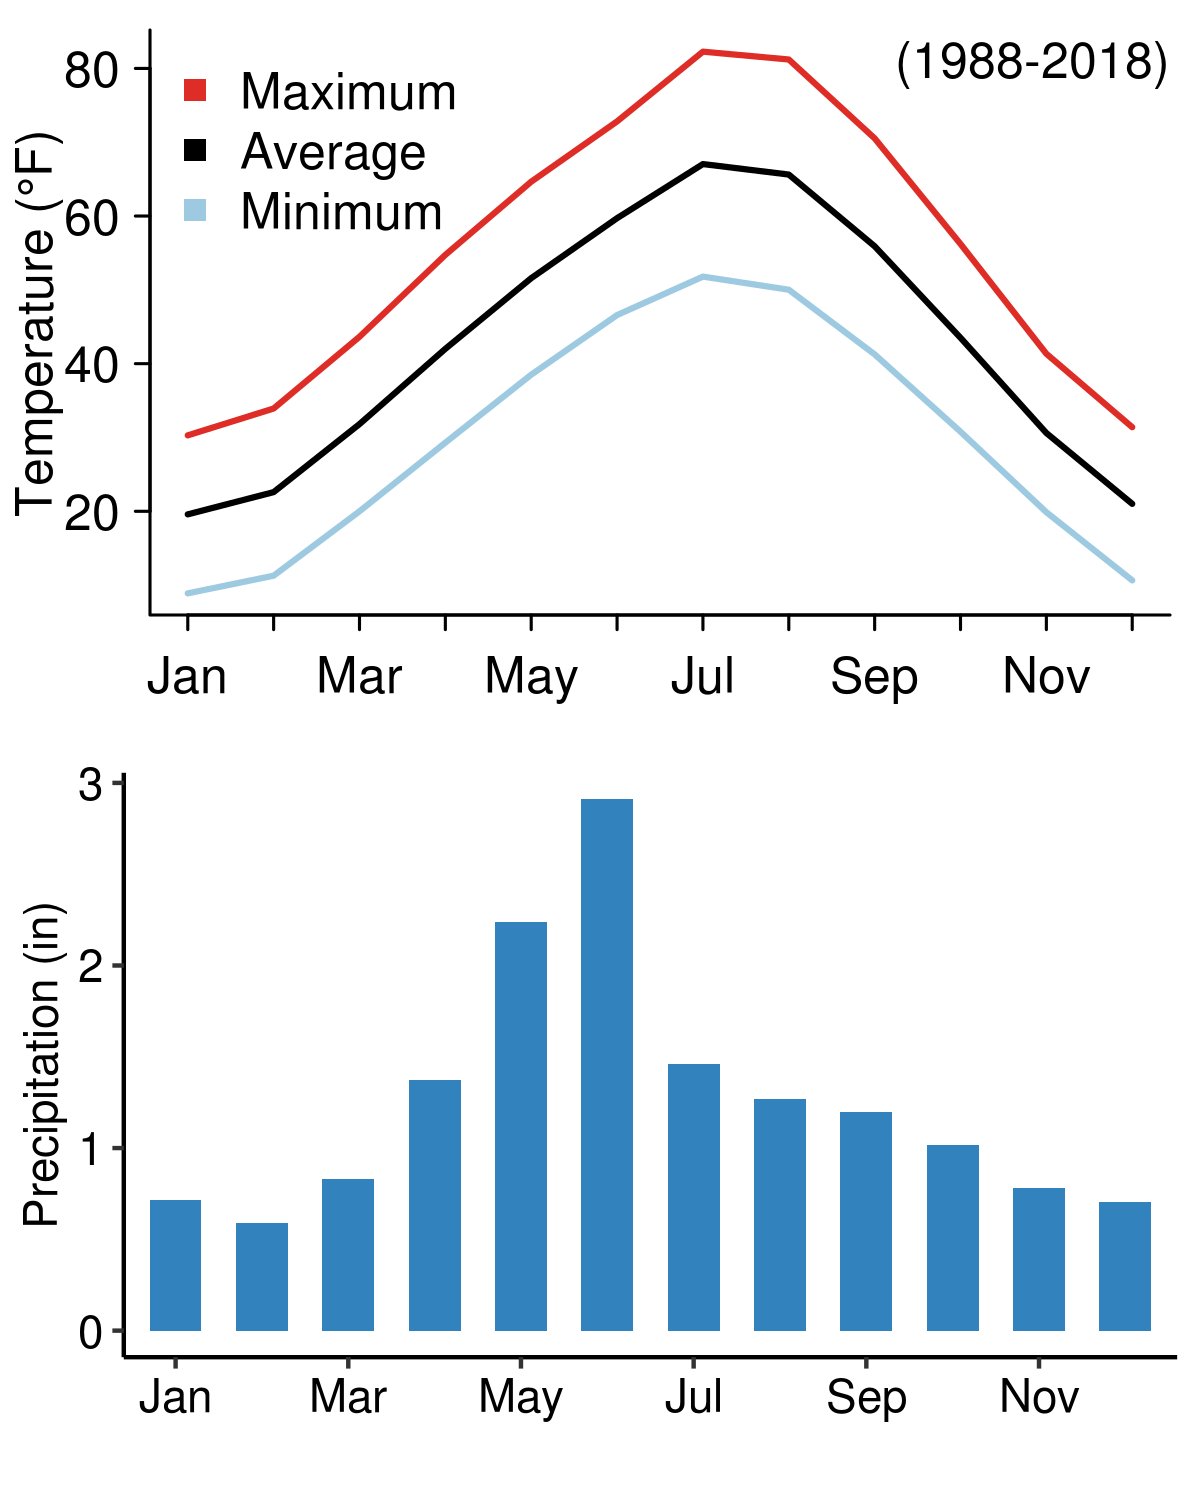 (1988-2018)
Maximum
Average
Minimum
Temperature (°F)
80
60
40
20
Jan Mar May Jul Sep Nov
Precipitation (in)
3
2
1
0
Jan Mar May Jul Sep Nov